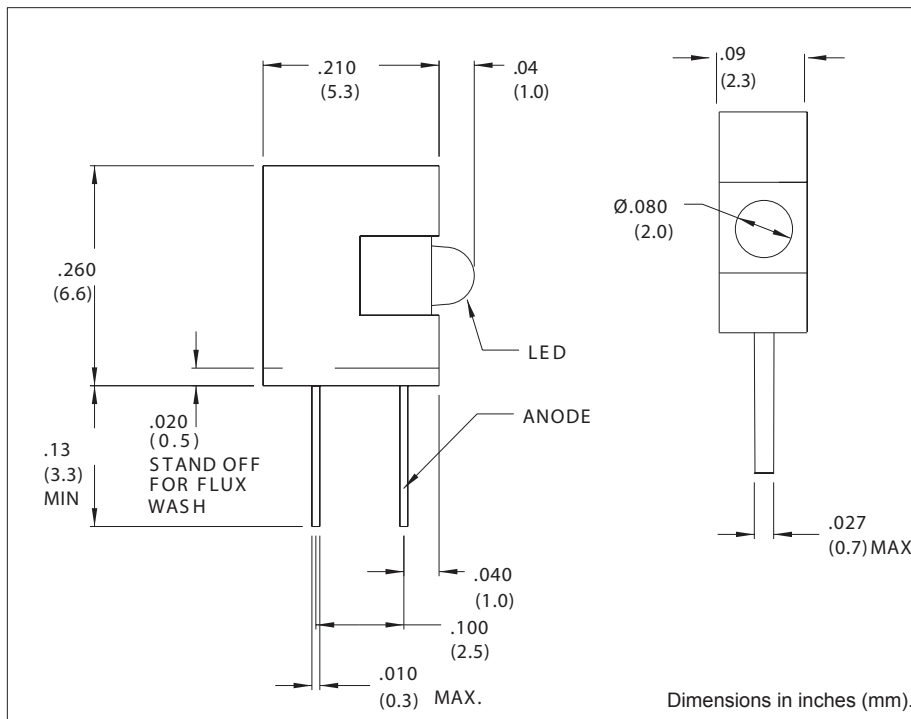 .210
(5.3)
.04
(1.0)
.09
(2.3)
Ø.080
(2.0)
.260
(6.6)
LED
ANODE
.020
(0.5)
STAND OFF
FOR FLUX
WASH
.13
(3.3)
MIN
.027
(0.7) MAX
.040
(1.0)
.100
(2.5)
.010
(0.3) MAX.
Dimensions in inches (mm).